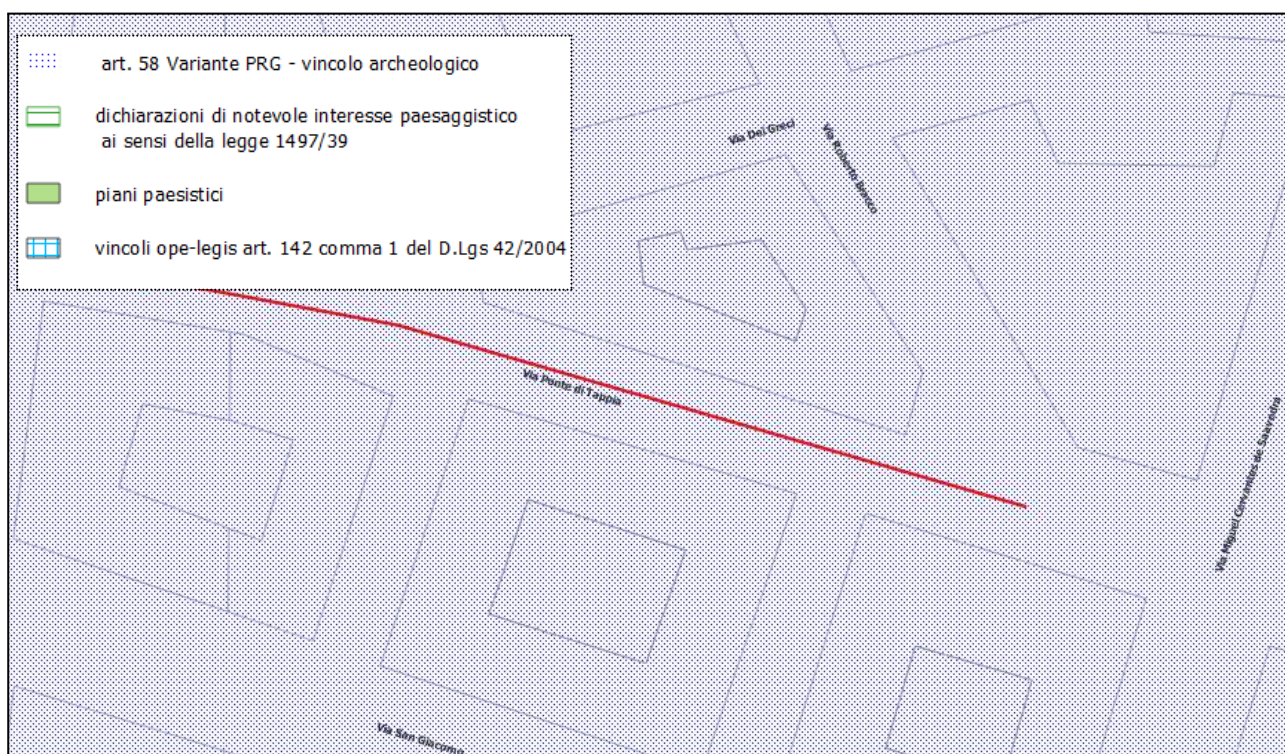 art. 58 Variante PRG - vincolo archeologico
dichiarazioni di notevole interesse paesaggistico
ai sensi della legge 1497/39
piani paesistici
vincoli ope-legis art. 142 comma 1 del D.Lgs 42/2004
Via Dei Greci
Via Roberto Bracco
Via Ponte di Tappia
Via Miguel Cervantes de Saavedra
Via San Giacomo